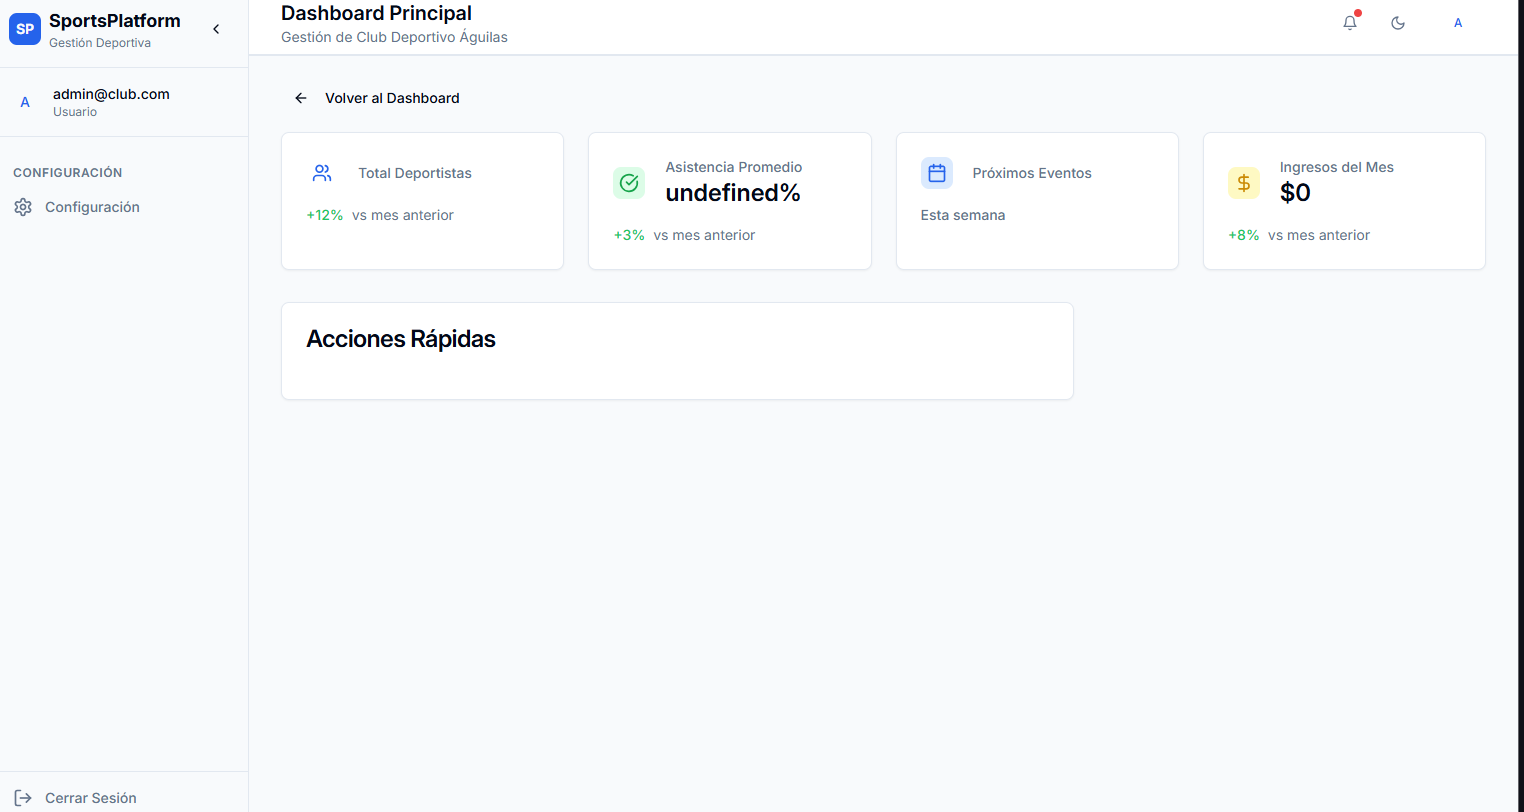 SP
SportsPlatform
Gestión Deportiva
A
admin@club.com
Usuario
CONFIGURACIÓN
Configuración
Cerrar Sesión
Dashboard Principal
Gestión de Club Deportivo Águilas
A
Volver al Dashboard
Total Deportistas
+12% vs mes anterior
Asistencia Promedio
undefined%
+3% vs mes anterior
Próximos Eventos
Esta semana
Ingresos del Mes
$0
+8% vs mes anterior
Acciones Rápidas